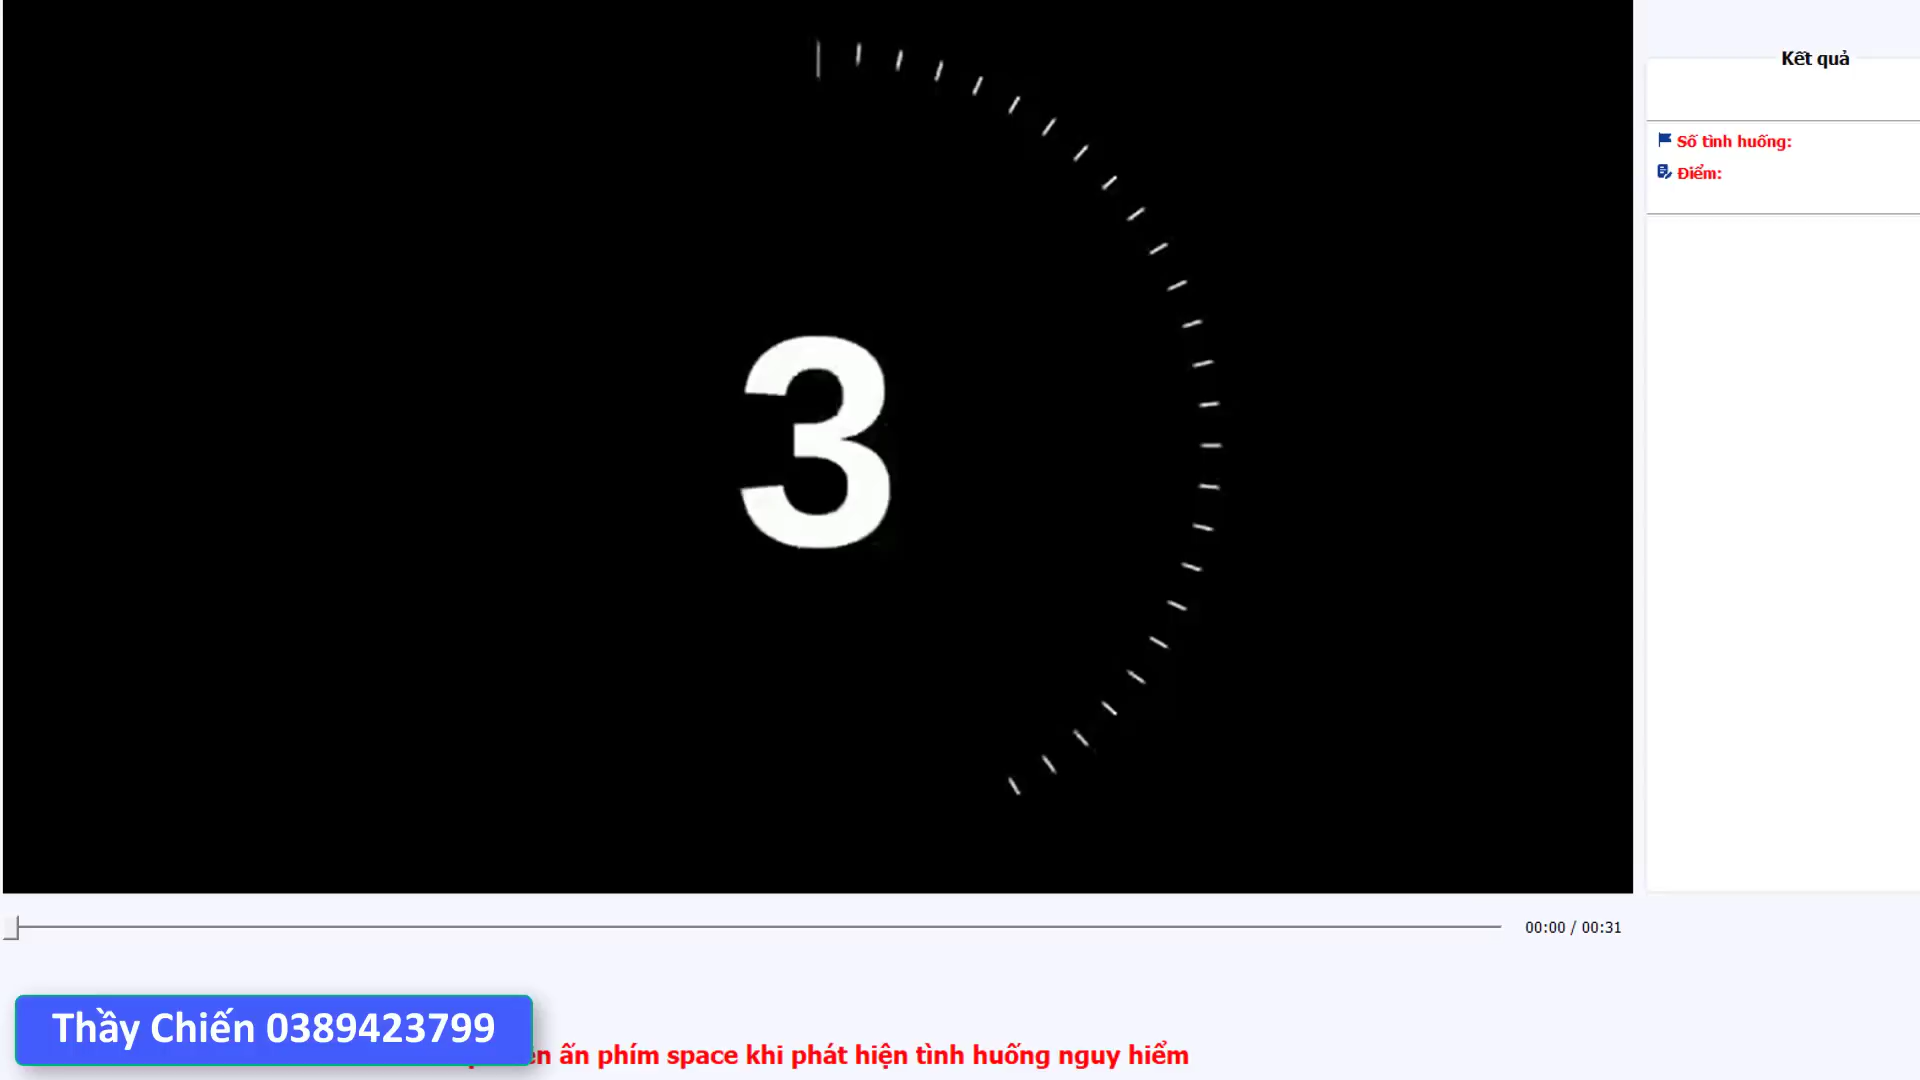 Kết quả
Số tình huống:
Điểm:
3
00:00 / 00:31
Thầy Chiến 0389423799
ấn phím space khi phát hiện tình huống nguy hiểm